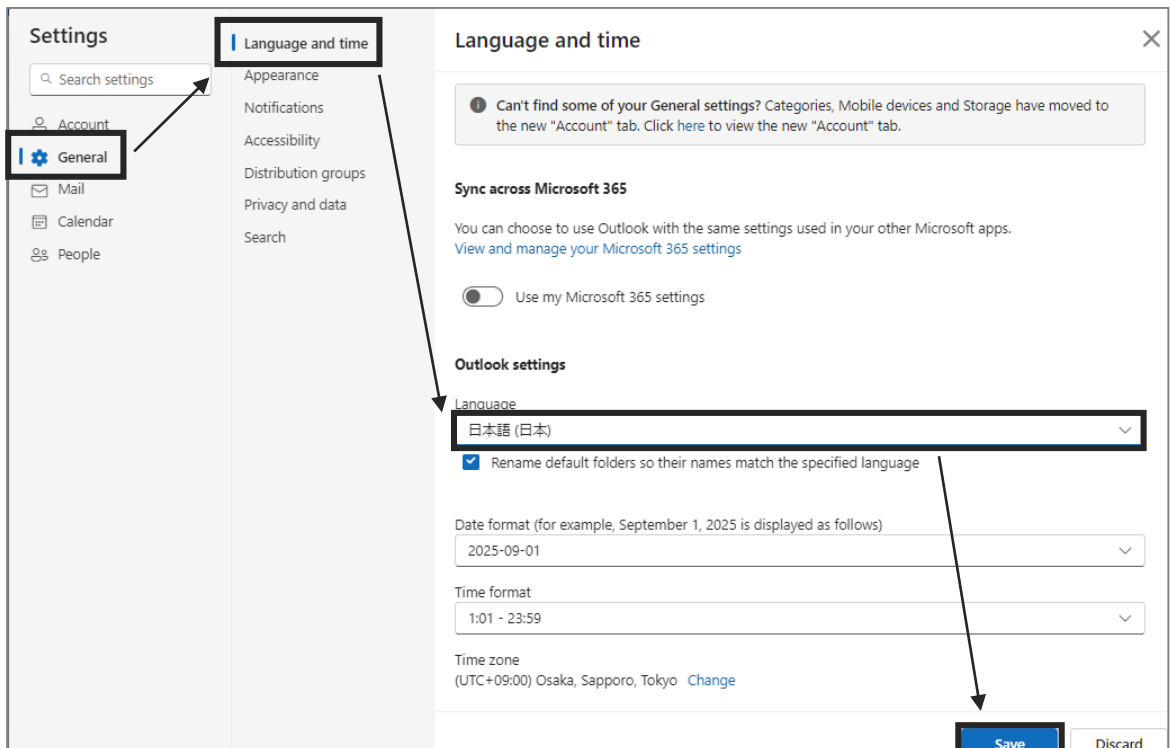 Settings
Search settings
Account
General
Mail
Calendar
People
Language and time
Appearance
Notifications
Accessibility
Distribution groups
Privacy and data
Search
Language and time
Can't find some of your General settings? Categories, Mobile devices and Storage have moved to
the new "Account" tab. Click here to view the new "Account" tab.
Sync across Microsoft 365
You can choose to use Outlook with the same settings used in your other Microsoft apps.
View and manage your Microsoft 365 settings
Use my Microsoft 365 settings
Outlook settings
Language
日本語 (日本)
Rename default folders so their names match the specified language
Date format (for example, September 1, 2025 is displayed as follows)
2025-09-01
Time format
1:01 - 23:59
Time zone
(UTC+09:00) Osaka, Sapporo, Tokyo Change
Save Discard